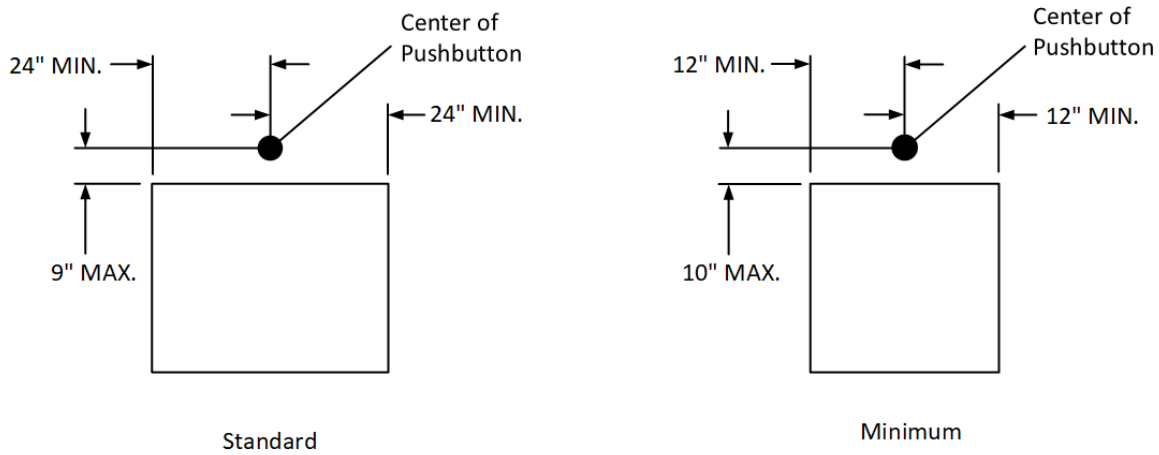 Center of
Pushbutton
24" MIN.
24" MIN.
9" MAX.
Standard
Center of
Pushbutton
12" MIN.
12" MIN.
10" MAX.
Minimum